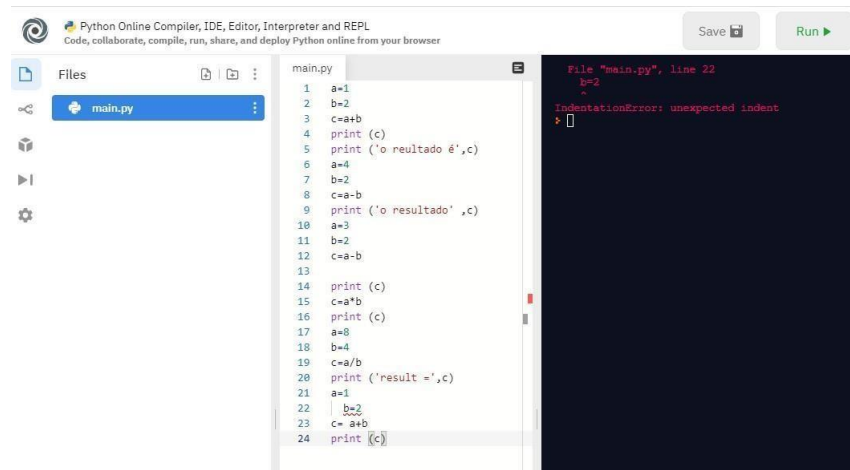 Python Online Compiler, IDE, Editor, Interpreter and REPL
Code, collaborate, compile, run, share, and deploy Python online from your browser
Save
Run
Files
main.py
main.py
1 a=1
2 b=2
3 c=a+b
4 print (c)
5 print ('o reultado é',c)
6 a=4
7 b=2
8 c=a-b
9 print ('o resultado' ,c)
10 a=3
11 b=2
12 c=a-b
13
14 print (c)
15 c=a*b
16 print (c)
17 a=8
18 b=4
19 c=a/b
20 print ('result =',c)
21 a=1
22 b=2
23 c= a+b
24 print (c)
File "main.py", line 22
b=2
^
IndentationError: unexpected indent